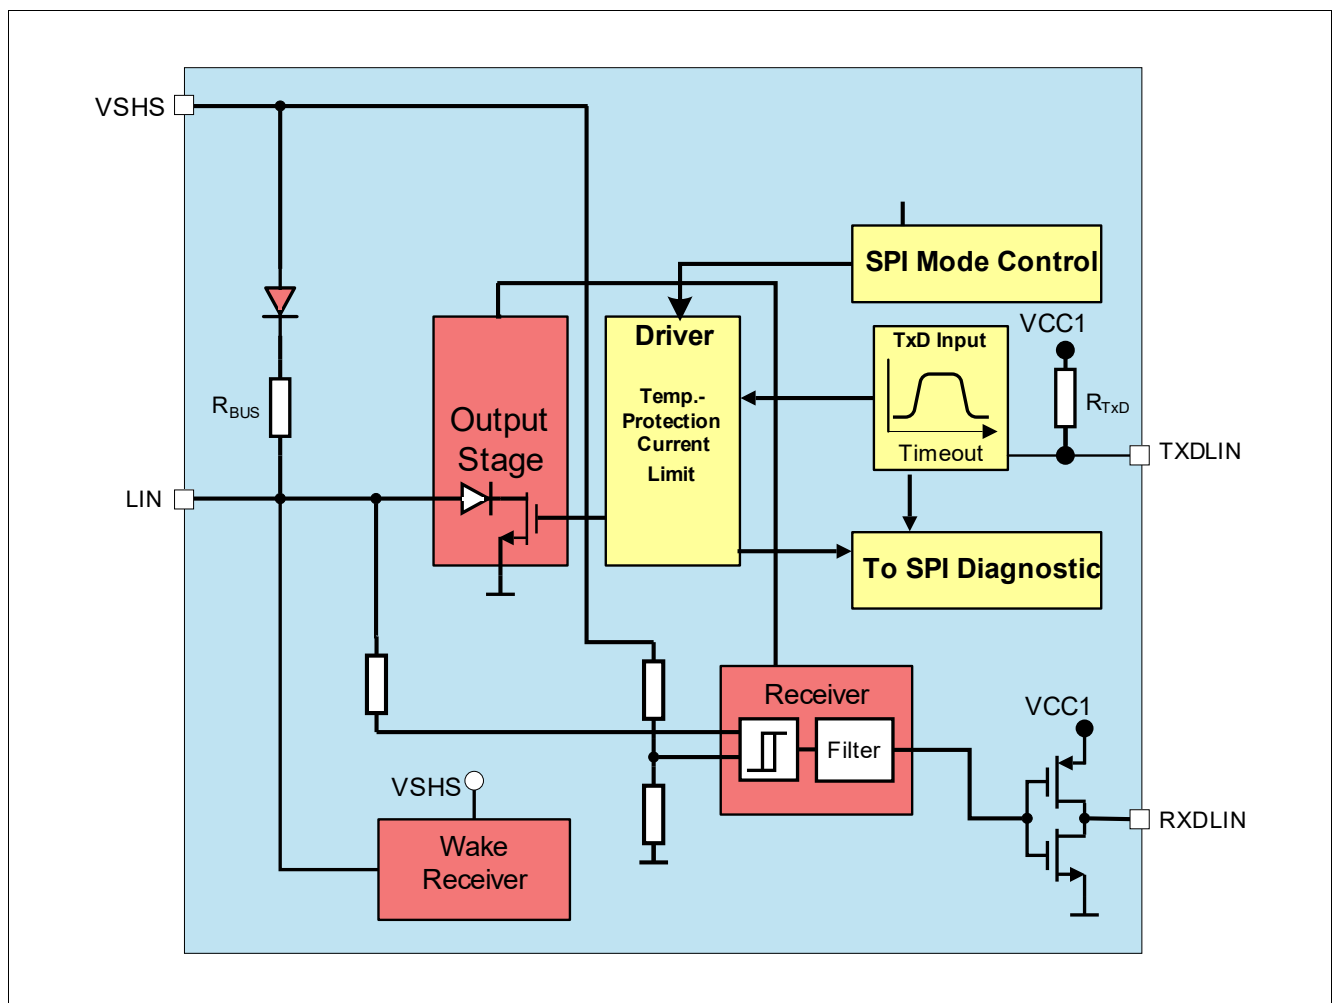 VSHS
SPI Mode Control
VCC1
Driver
TxD Input
Temp.-
Protection
Current
Limit
RBUS
RTxD
Output
Stage
Timeout
TXDLIN
LIN
To SPI Diagnostic
Receiver
VCC1
Filter
VSHS
RXDLIN
Wake
Receiver